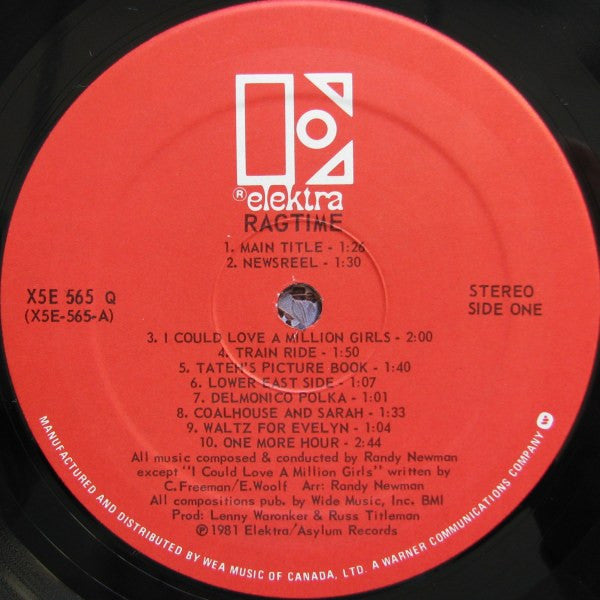 ® elektra
RAGTIME
1. MAIN TITLE - 1:26
2. NEWSREEL - 1:30
X5E 565 Q
(X5E-565-A)
STEREO
SIDE ONE
3. I COULD LOVE A MILLION GIRLS - 2:00
4. TRAIN RIDE - 1:50
5. TATEH'S PICTURE BOOK - 1:40
6. LOWER EAST SIDE - 1:07
7. DELMONICO POLKA - 1:01
8. COALHOUSE AND SARAH - 1:33
9. WALTZ FOR EVELYN - 1:04
10. ONE MORE HOUR - 2:44
All music composed & conducted by Randy Newman
except "I Could Love A Million Girls" written by
C.Freeman/E.Woolf Arr: Randy Newman
All compositions pub. by Wide Music, Inc. BMI
Prod: Lenny Waronker & Russ Titleman
℗1981 Elektra/Asylum Records
MANUFACTURED AND DISTRIBUTED BY WEA MUSIC OF CANADA, LTD. A WARNER COMMUNICATIONS COMPANY